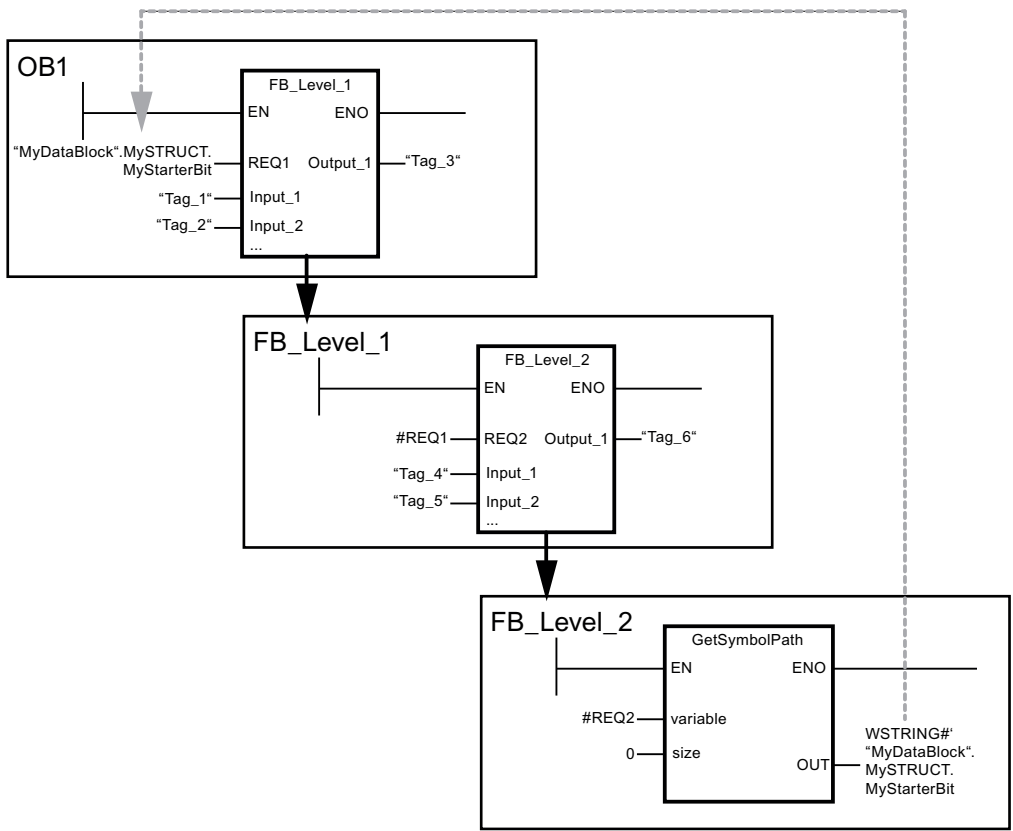 OB1
FB_Level_1
EN ENO
“MyDataBlock“.MySTRUCT.
MyStarterBit
REQ1 Output_1 “Tag_3“
“Tag_1“ Input_1
“Tag_2“ Input_2
...
FB_Level_1
FB_Level_2
EN ENO
#REQ1 REQ2 Output_1 “Tag_6“
“Tag_4“ Input_1
“Tag_5“ Input_2
...
FB_Level_2
GetSymbolPath
EN ENO
#REQ2 variable
0 size
OUT
WSTRING#‘
“MyDataBlock“.
MySTRUCT.
MyStarterBit